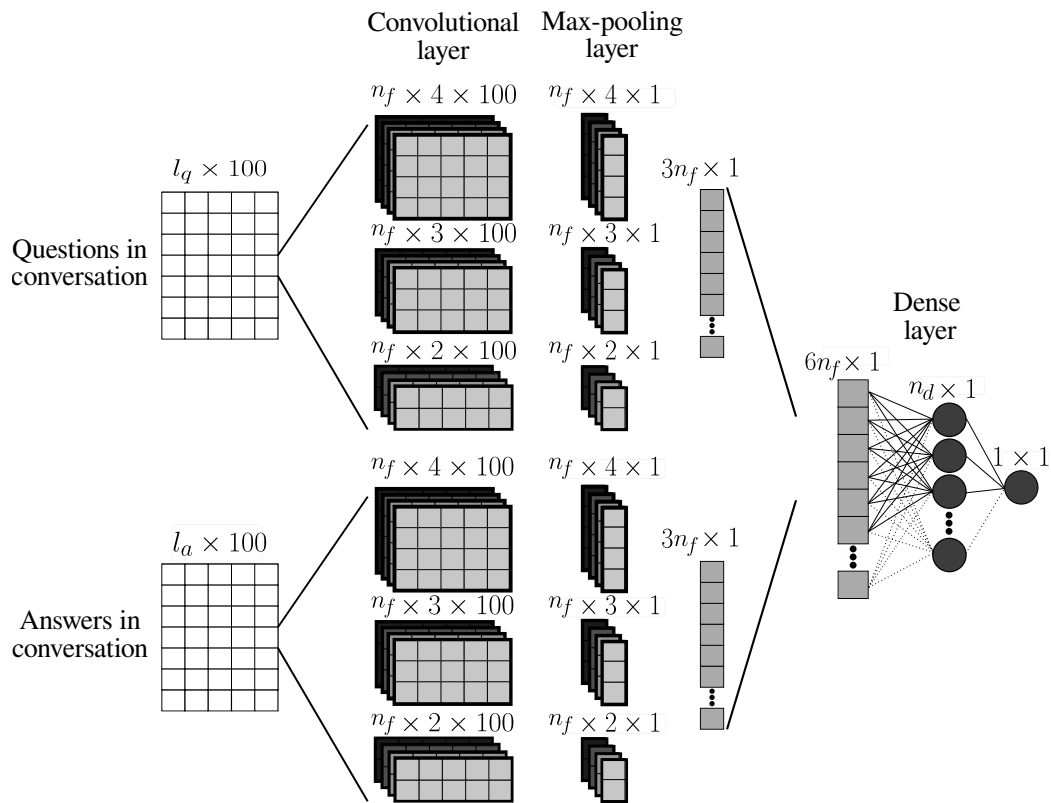 Convolutional
layer
Max-pooling
layer
n_f × 4 × 100
n_f × 4 × 1
l_q × 100
3n_f × 1
Questions in
conversation
n_f × 3 × 100
n_f × 3 × 1
n_f × 2 × 100
n_f × 2 × 1
Dense
layer
6n_f × 1
n_d × 1
1 × 1
n_f × 4 × 100
n_f × 4 × 1
l_a × 100
3n_f × 1
Answers in
conversation
n_f × 3 × 100
n_f × 3 × 1
n_f × 2 × 100
n_f × 2 × 1